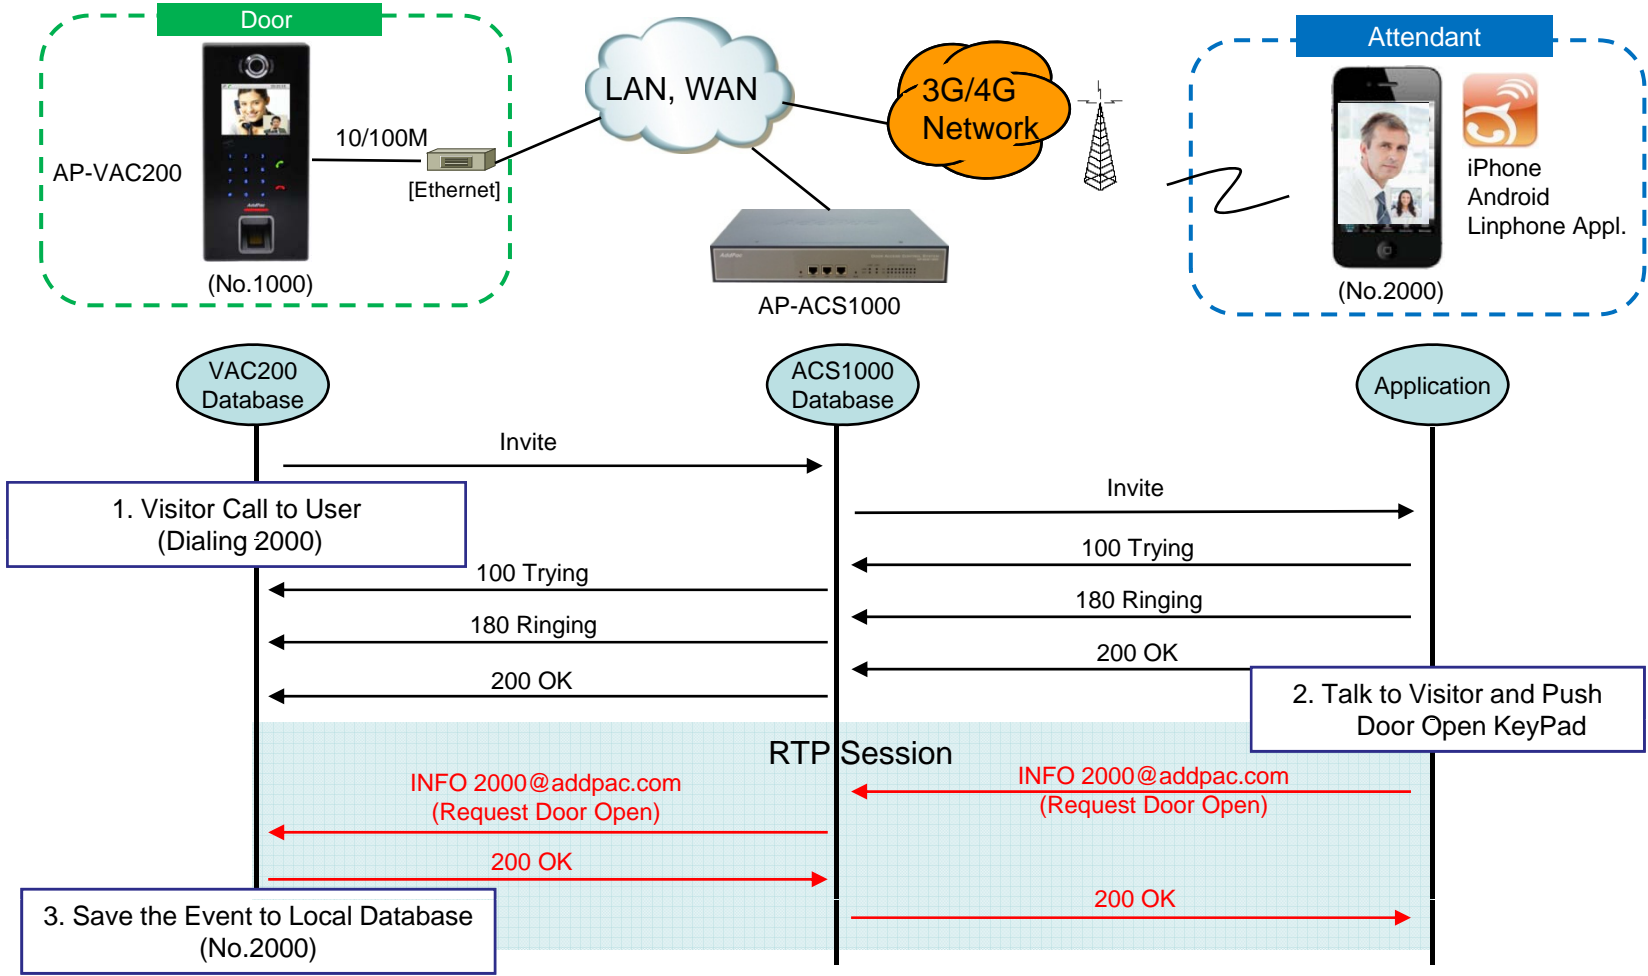 Door
Attendant
LAN, WAN
3G/4G
Network
10/100M
AP-VAC200
[Ethernet]
AddPac
(No.1000)
AddPac
AP-ACS1000
iPhone
Android
Linphone Appl.
(No.2000)
VAC200
Database
ACS1000
Database
Application
Invite
Invite
1. Visitor Call to User
(Dialing 2000)
100 Trying
100 Trying
180 Ringing
180 Ringing
200 OK
200 OK
2. Talk to Visitor and Push
Door Open KeyPad
RTP Session
INFO 2000@addpac.com
(Request Door Open)
INFO 2000@addpac.com
(Request Door Open)
200 OK
200 OK
3. Save the Event to Local Database
(No.2000)